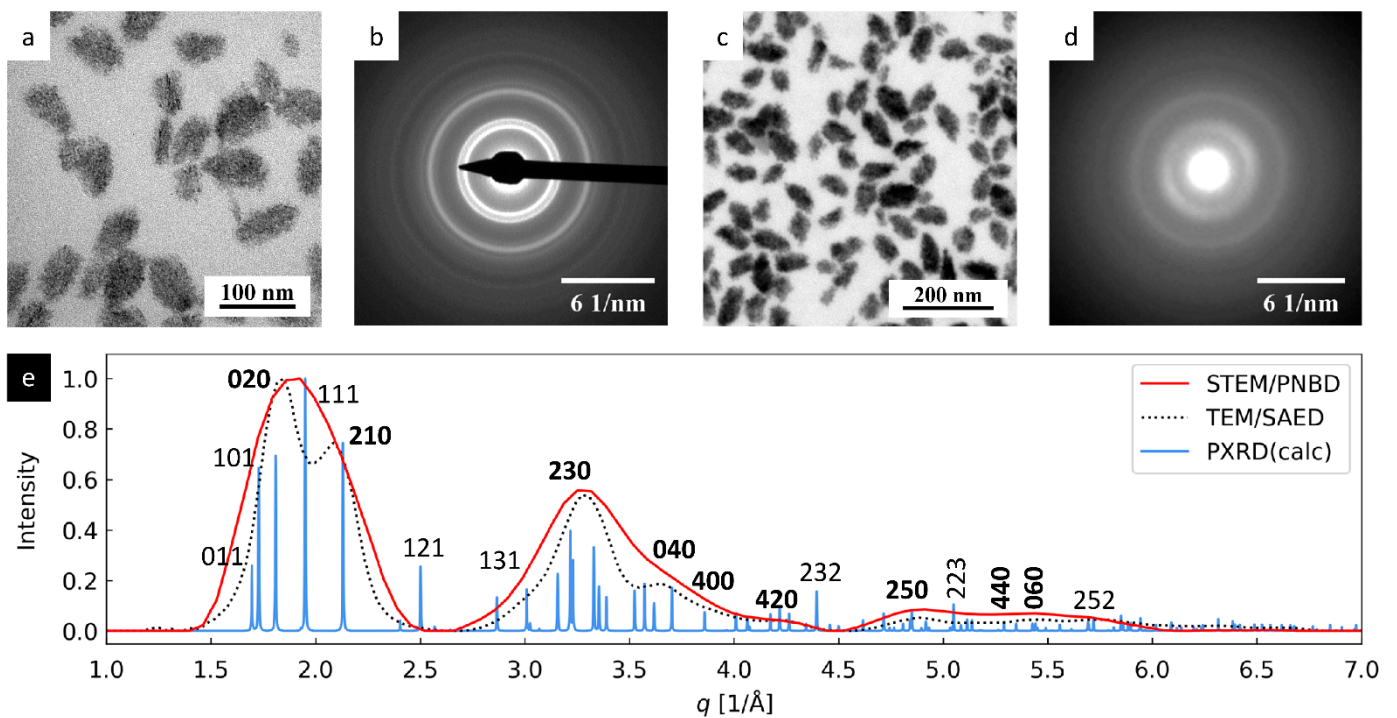 a
b
c
d
100 nm
6 1/nm
200 nm
6 1/nm
e
1.0
0.8
0.6
0.4
0.2
0.0
Intensity
020
111
210
101
011
121
131
230
040
400
420
232
250
223
440
060
252
STEM/PNBD
TEM/SAED
PXRD(calc)
1.0 1.5 2.0 2.5 3.0 3.5 4.0 4.5 5.0 5.5 6.0 6.5 7.0
q [1/Å]